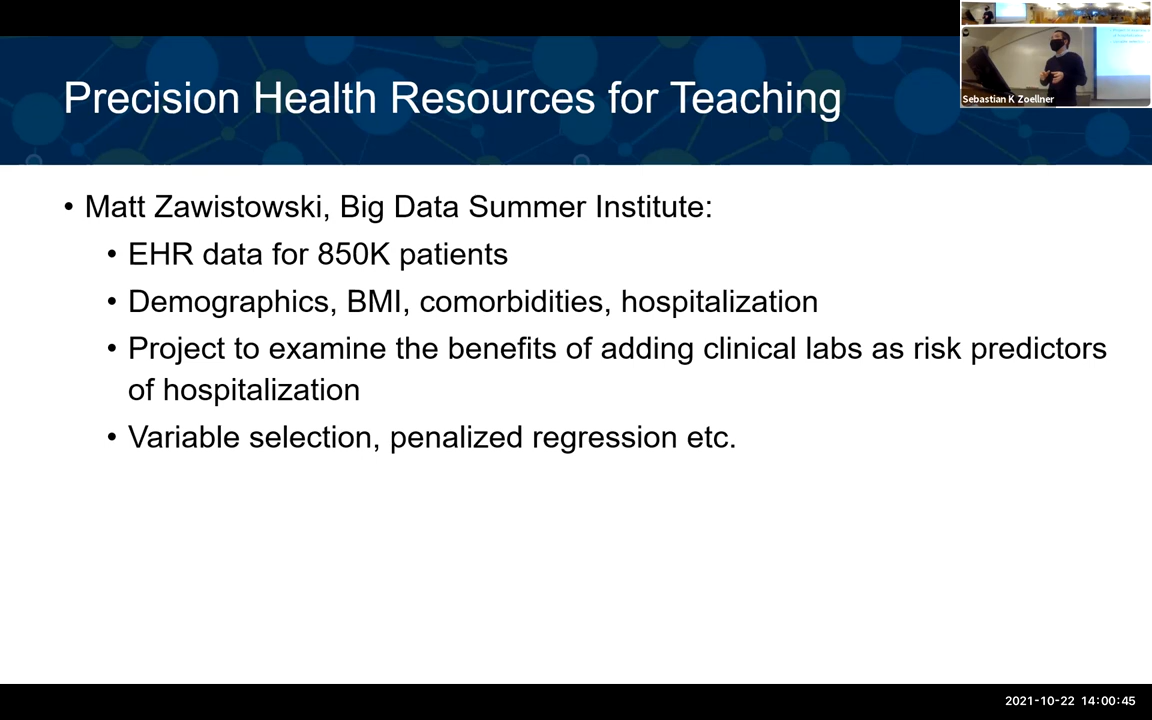 Precision Health Resources for Teaching
Sebastian K Zoellner
• Matt Zawistowski, Big Data Summer Institute:
• EHR data for 850K patients
• Demographics, BMI, comorbidities, hospitalization
• Project to examine the benefits of adding clinical labs as risk predictors
of hospitalization
• Variable selection, penalized regression etc.
2021-10-22 14:00:45